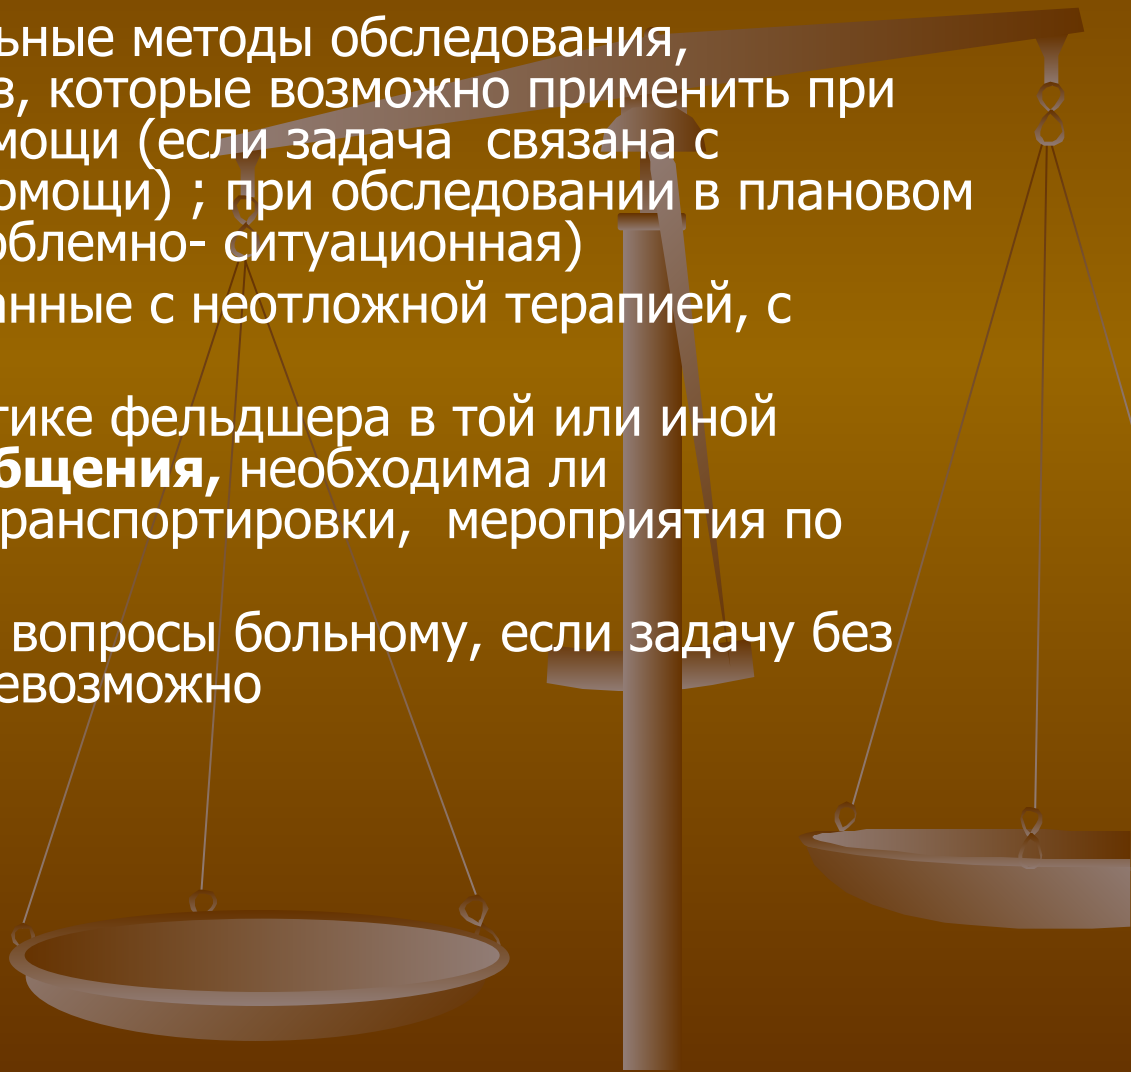 ьные методы обследования,
в, которые возможно применить при
мощи (если задача связана с
омощи) ; при обследовании в плановом
облемно- ситуационная)
анные с неотложной терапией, с
тике фельдшера в той или иной
бщения, необходима ли
ранспортировки, мероприятия по
вопросы больному, если задачу без
евозможно